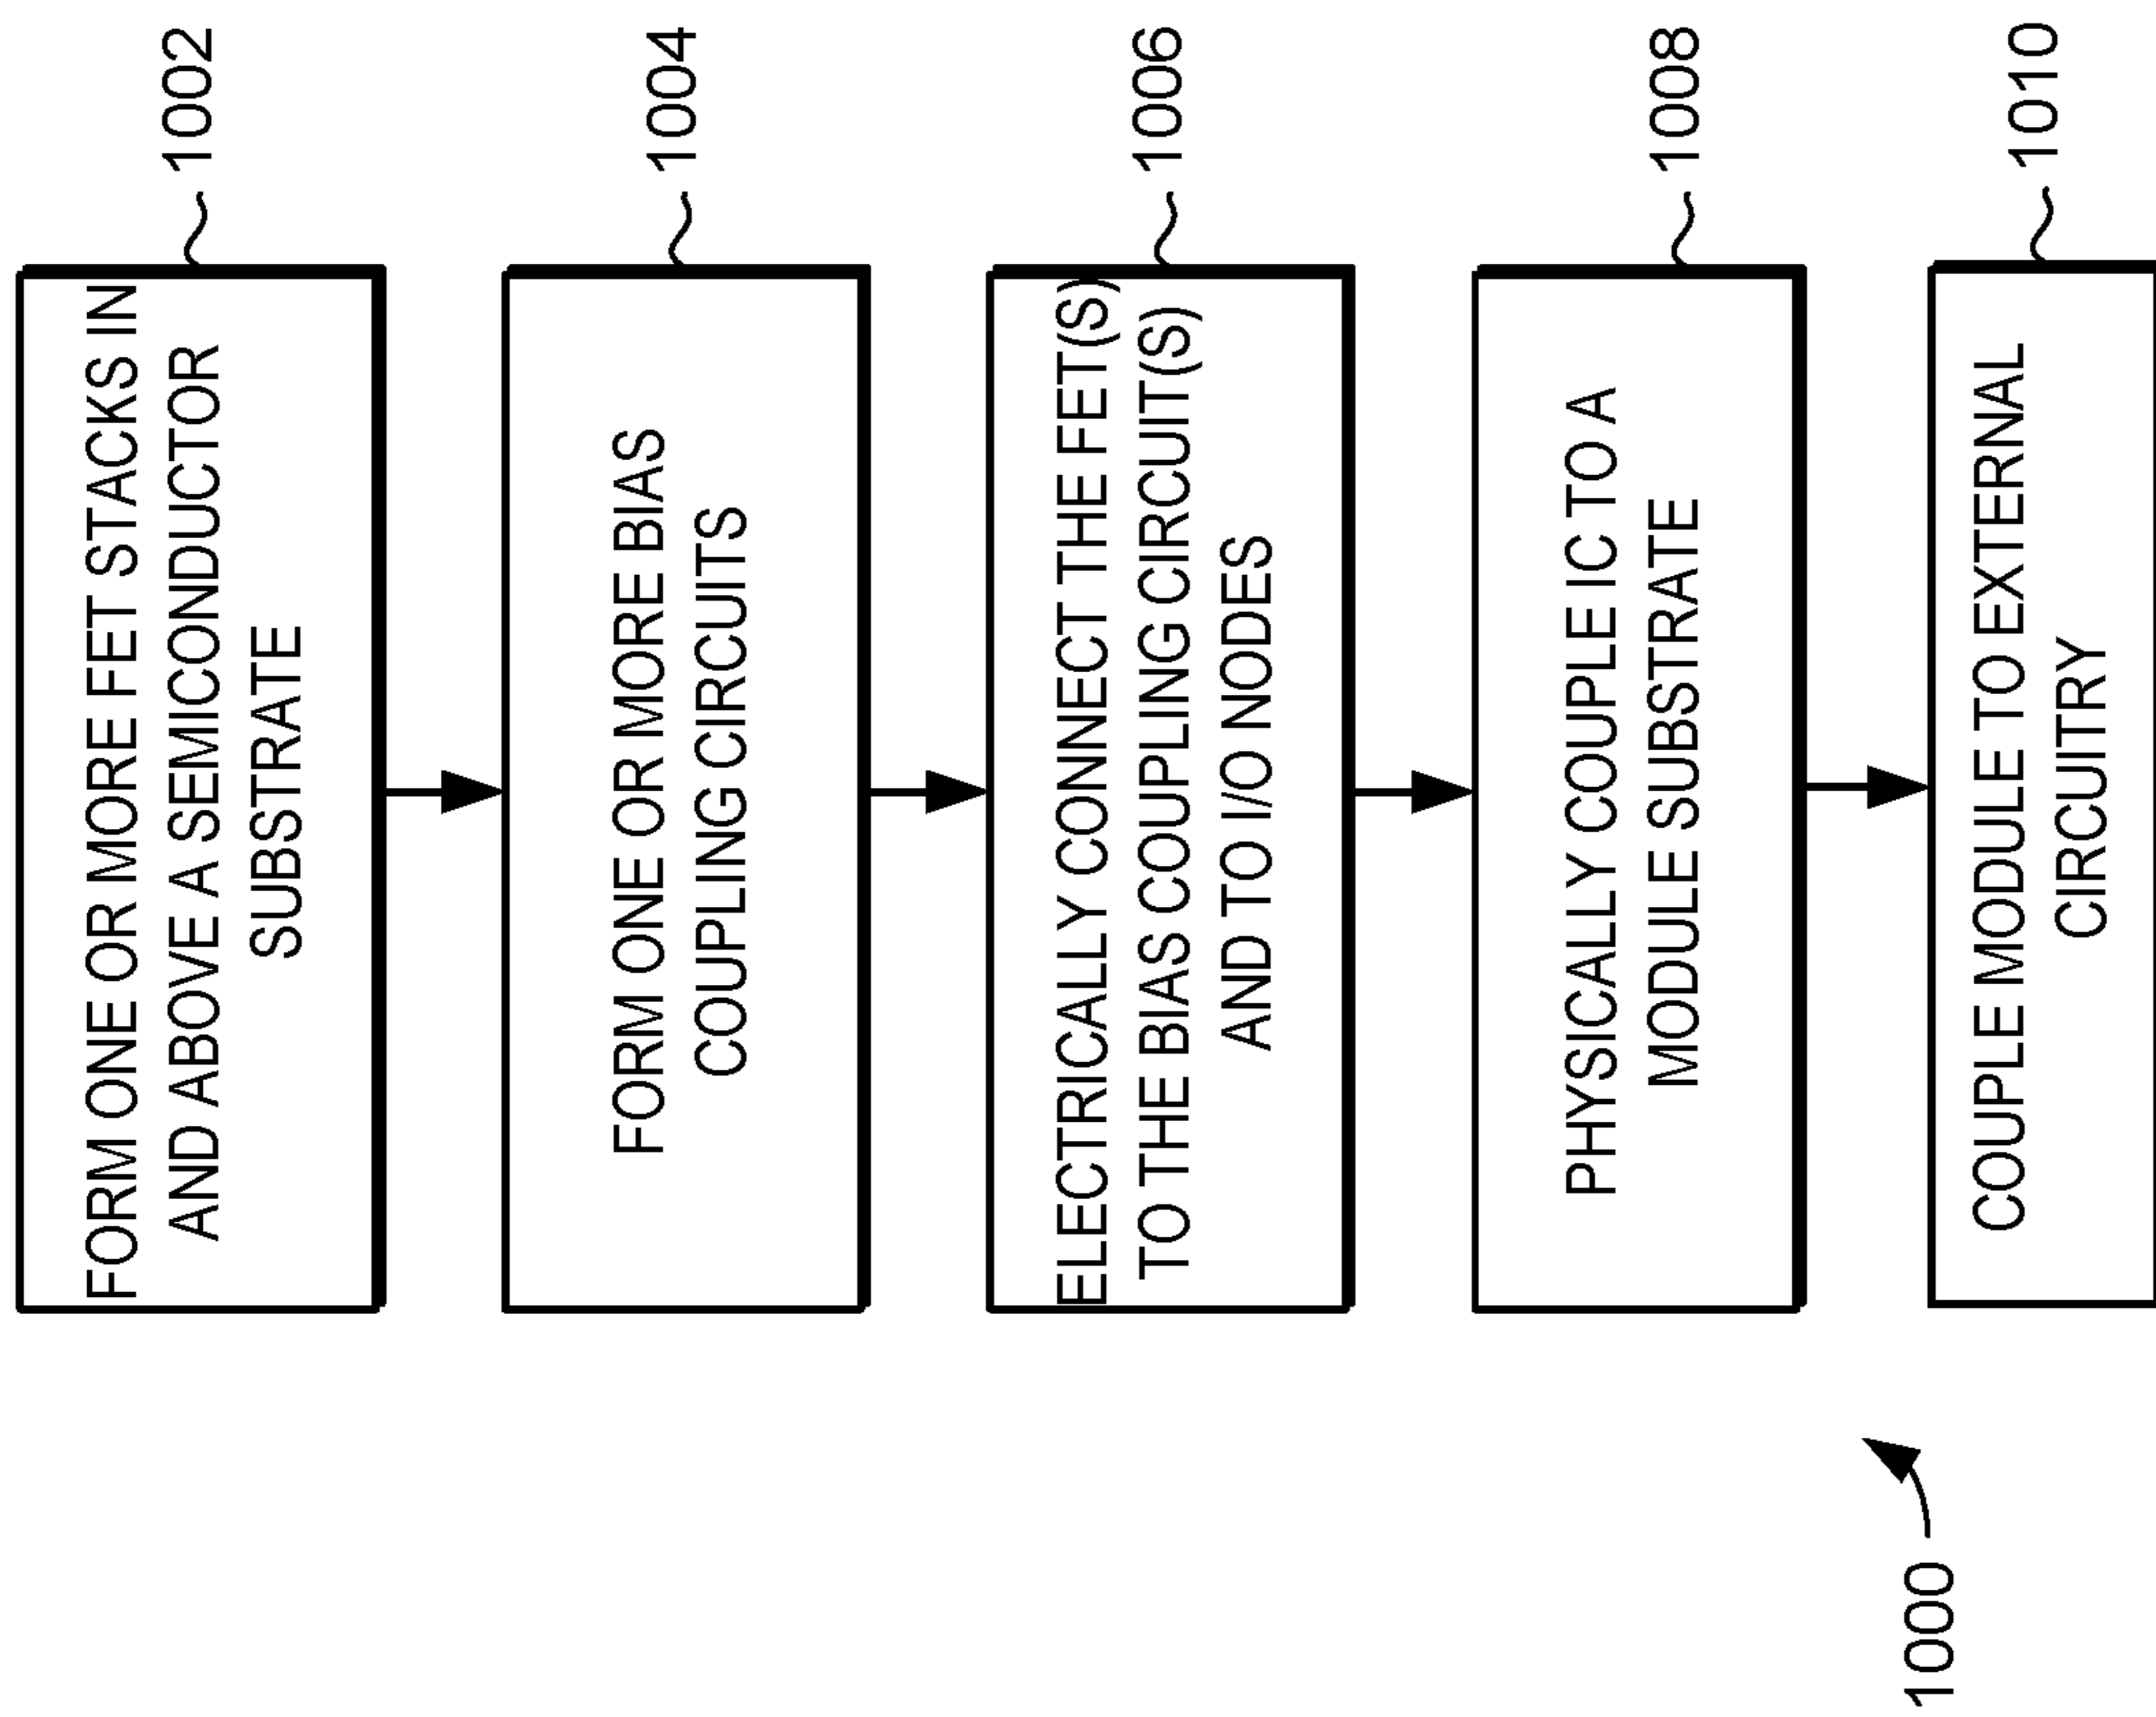 FORM ONE OR MORE FET STACKS IN
AND ABOVE A SEMICONDUCTOR
SUBSTRATE
1002
FORM ONE OR MORE BIAS
COUPLING CIRCUITS
1004
ELECTRICALLY CONNECT THE FET(S)
TO THE BIAS COUPLING CIRCUIT(S)
AND TO I/O NODES
1006
PHYSICALLY COUPLE IC TO A
MODULE SUBSTRATE
1008
COUPLE MODULE TO EXTERNAL
CIRCUITRY
1010
1000